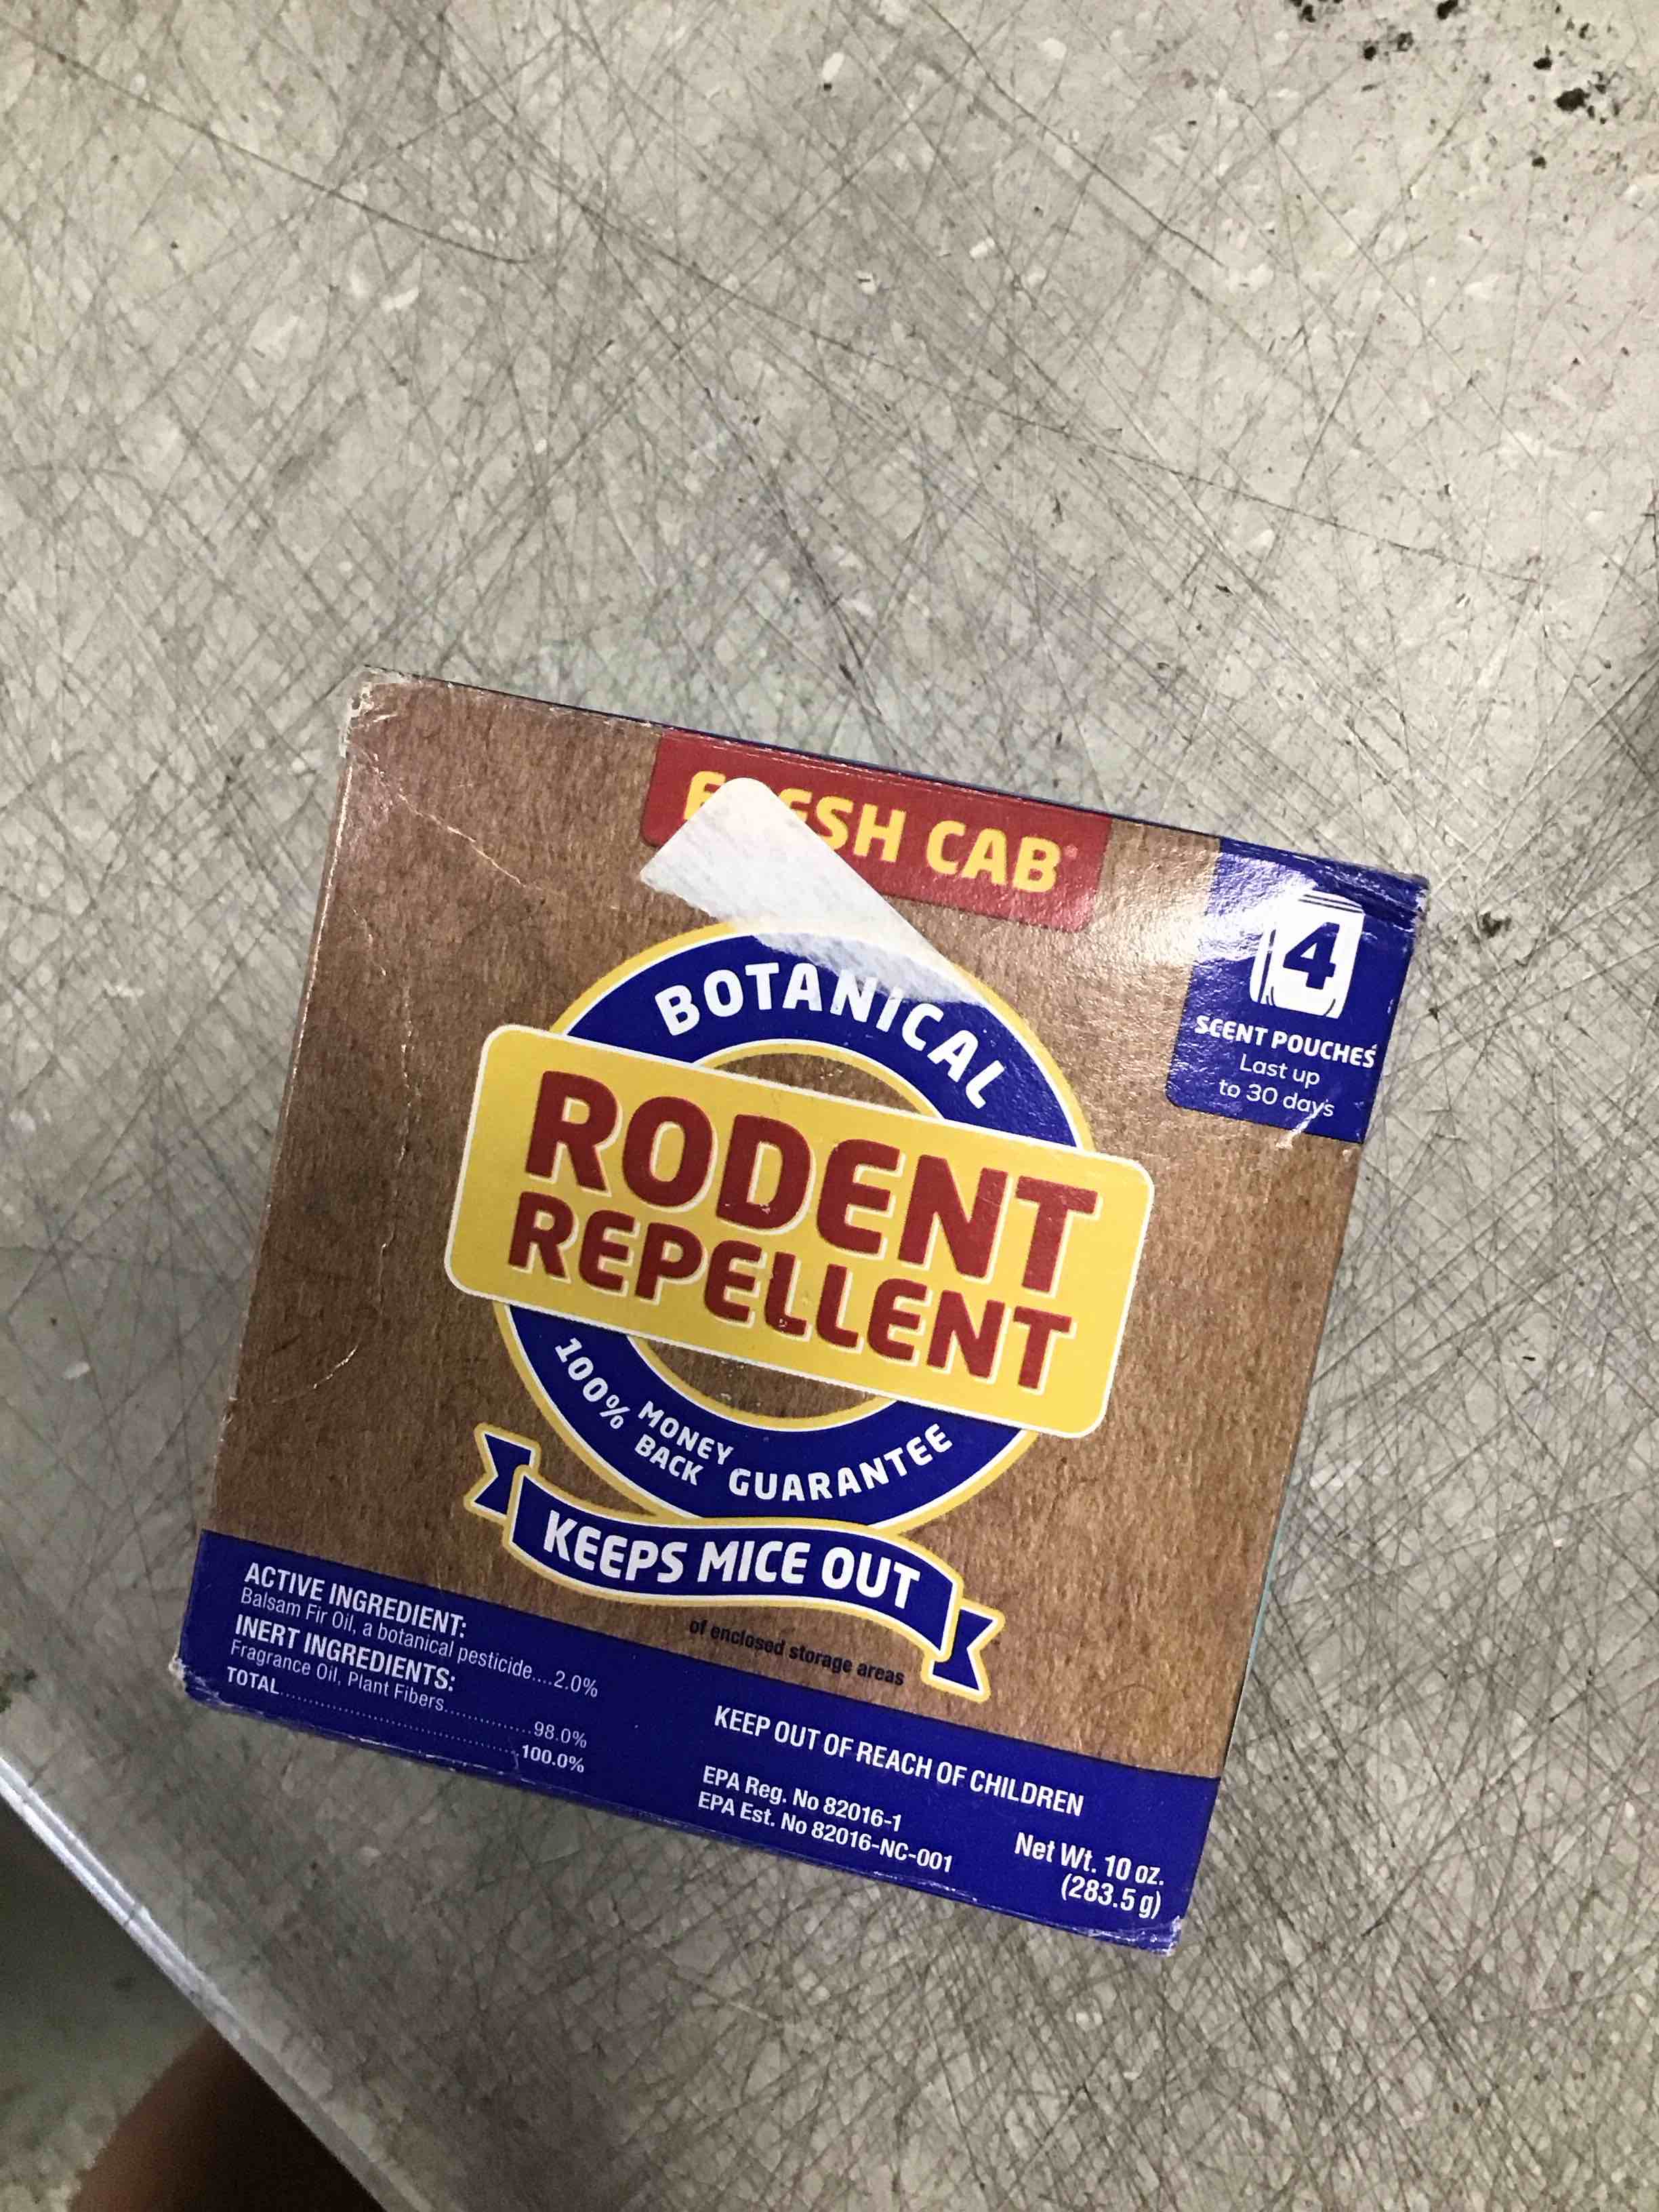 FRESH CAB®
4
SCENT POUCHES
Last up
to 30 days
BOTANICAL
RODENT
REPELLENT
100% MONEY BACK GUARANTEE
KEEPS MICE OUT
of enclosed storage areas
ACTIVE INGREDIENT:
Balsam Fir Oil, a botanical pesticide....2.0%
INERT INGREDIENTS:
Fragrance Oil, Plant Fibers..............98.0%
TOTAL........................................100.0%
KEEP OUT OF REACH OF CHILDREN
EPA Reg. No 82016-1
EPA Est. No 82016-NC-001
Net Wt. 10 oz.
(283.5 g)